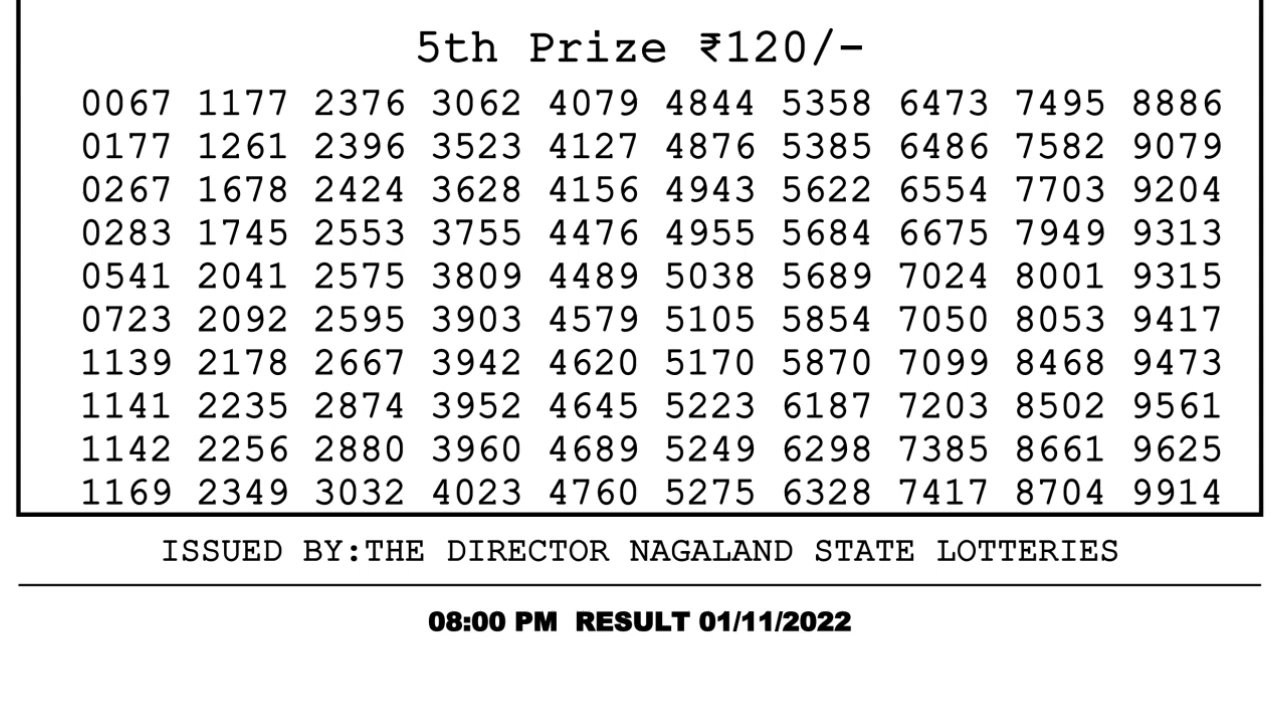 5th Prize ₹120/-
0067 1177 2376 3062 4079 4844 5358 6473 7495 8886
0177 1261 2396 3523 4127 4876 5385 6486 7582 9079
0267 1678 2424 3628 4156 4943 5622 6554 7703 9204
0283 1745 2553 3755 4476 4955 5684 6675 7949 9313
0541 2041 2575 3809 4489 5038 5689 7024 8001 9315
0723 2092 2595 3903 4579 5105 5854 7050 8053 9417
1139 2178 2667 3942 4620 5170 5870 7099 8468 9473
1141 2235 2874 3952 4645 5223 6187 7203 8502 9561
1142 2256 2880 3960 4689 5249 6298 7385 8661 9625
1169 2349 3032 4023 4760 5275 6328 7417 8704 9914
ISSUED BY:THE DIRECTOR NAGALAND STATE LOTTERIES
08:00 PM RESULT 01/11/2022